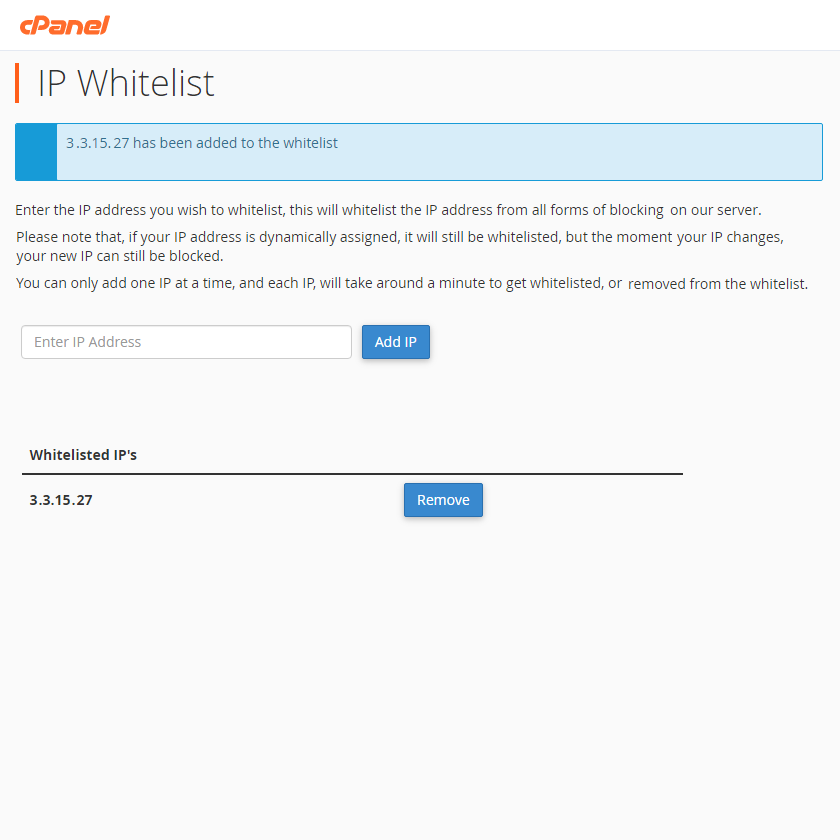 cPanel
IP Whitelist
3.3.15.27 has been added to the whitelist
Enter the IP address you wish to whitelist, this will whitelist the IP address from all forms of blocking on our server.
Please note that, if your IP address is dynamically assigned, it will still be whitelisted, but the moment your IP changes,
your new IP can still be blocked.
You can only add one IP at a time, and each IP, will take around a minute to get whitelisted, or removed from the whitelist.
Enter IP Address
Add IP
Whitelisted IP's
3.3.15.27
Remove